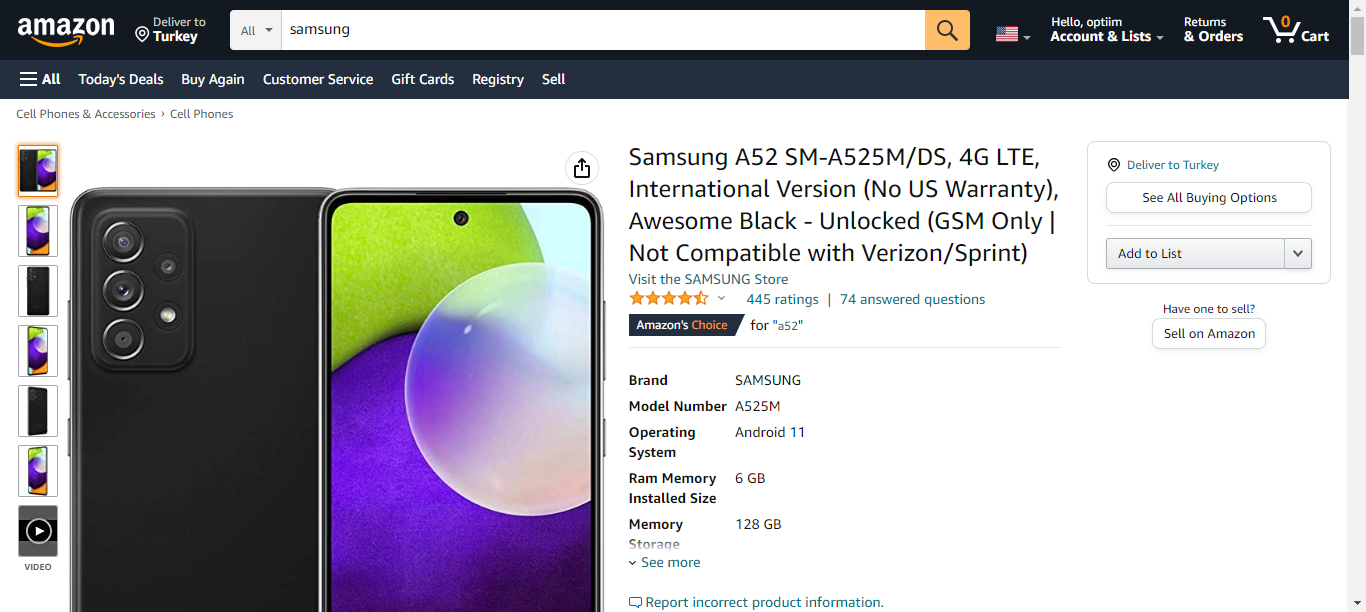 amazon
Deliver to
Turkey
All
samsung
Hello, optiim
Account & Lists
Returns
& Orders
0
Cart
All
Today's Deals
Buy Again
Customer Service
Gift Cards
Registry
Sell
Cell Phones & Accessories › Cell Phones
Samsung A52 SM-A525M/DS, 4G LTE,
International Version (No US Warranty),
Awesome Black - Unlocked (GSM Only |
Not Compatible with Verizon/Sprint)
Visit the SAMSUNG Store
445 ratings | 74 answered questions
Amazon's Choice for "a52"
Brand SAMSUNG
Model Number A525M
Operating System Android 11
Ram Memory Installed Size 6 GB
Memory Storage 128 GB
See more
Report incorrect product information.
Deliver to Turkey
See All Buying Options
Add to List
Have one to sell?
Sell on Amazon
VIDEO